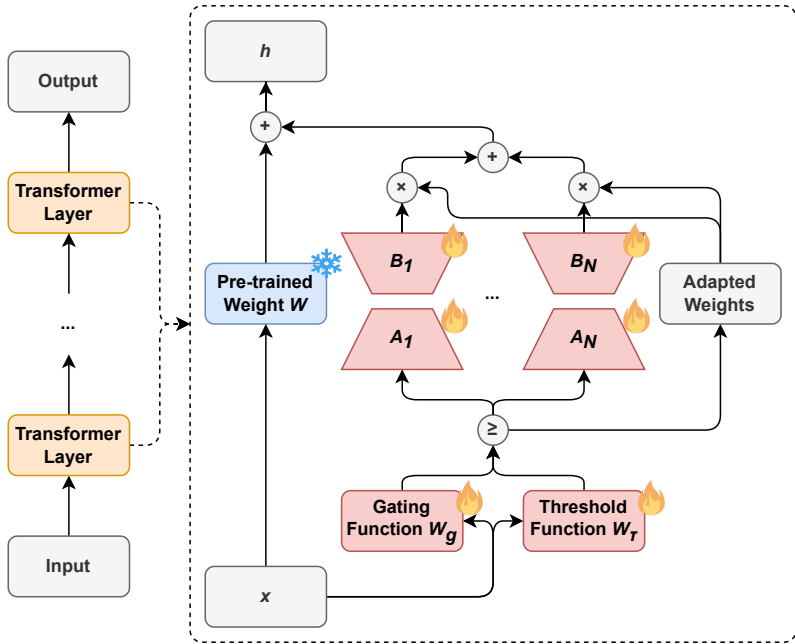 Output
Transformer
Layer
...
Transformer
Layer
Input
h
+
+
×
×
Pre-trained
Weight W
B1
...
BN
A1
AN
Adapted
Weights
≥
Gating
Function Wg
Threshold
Function Wτ
x